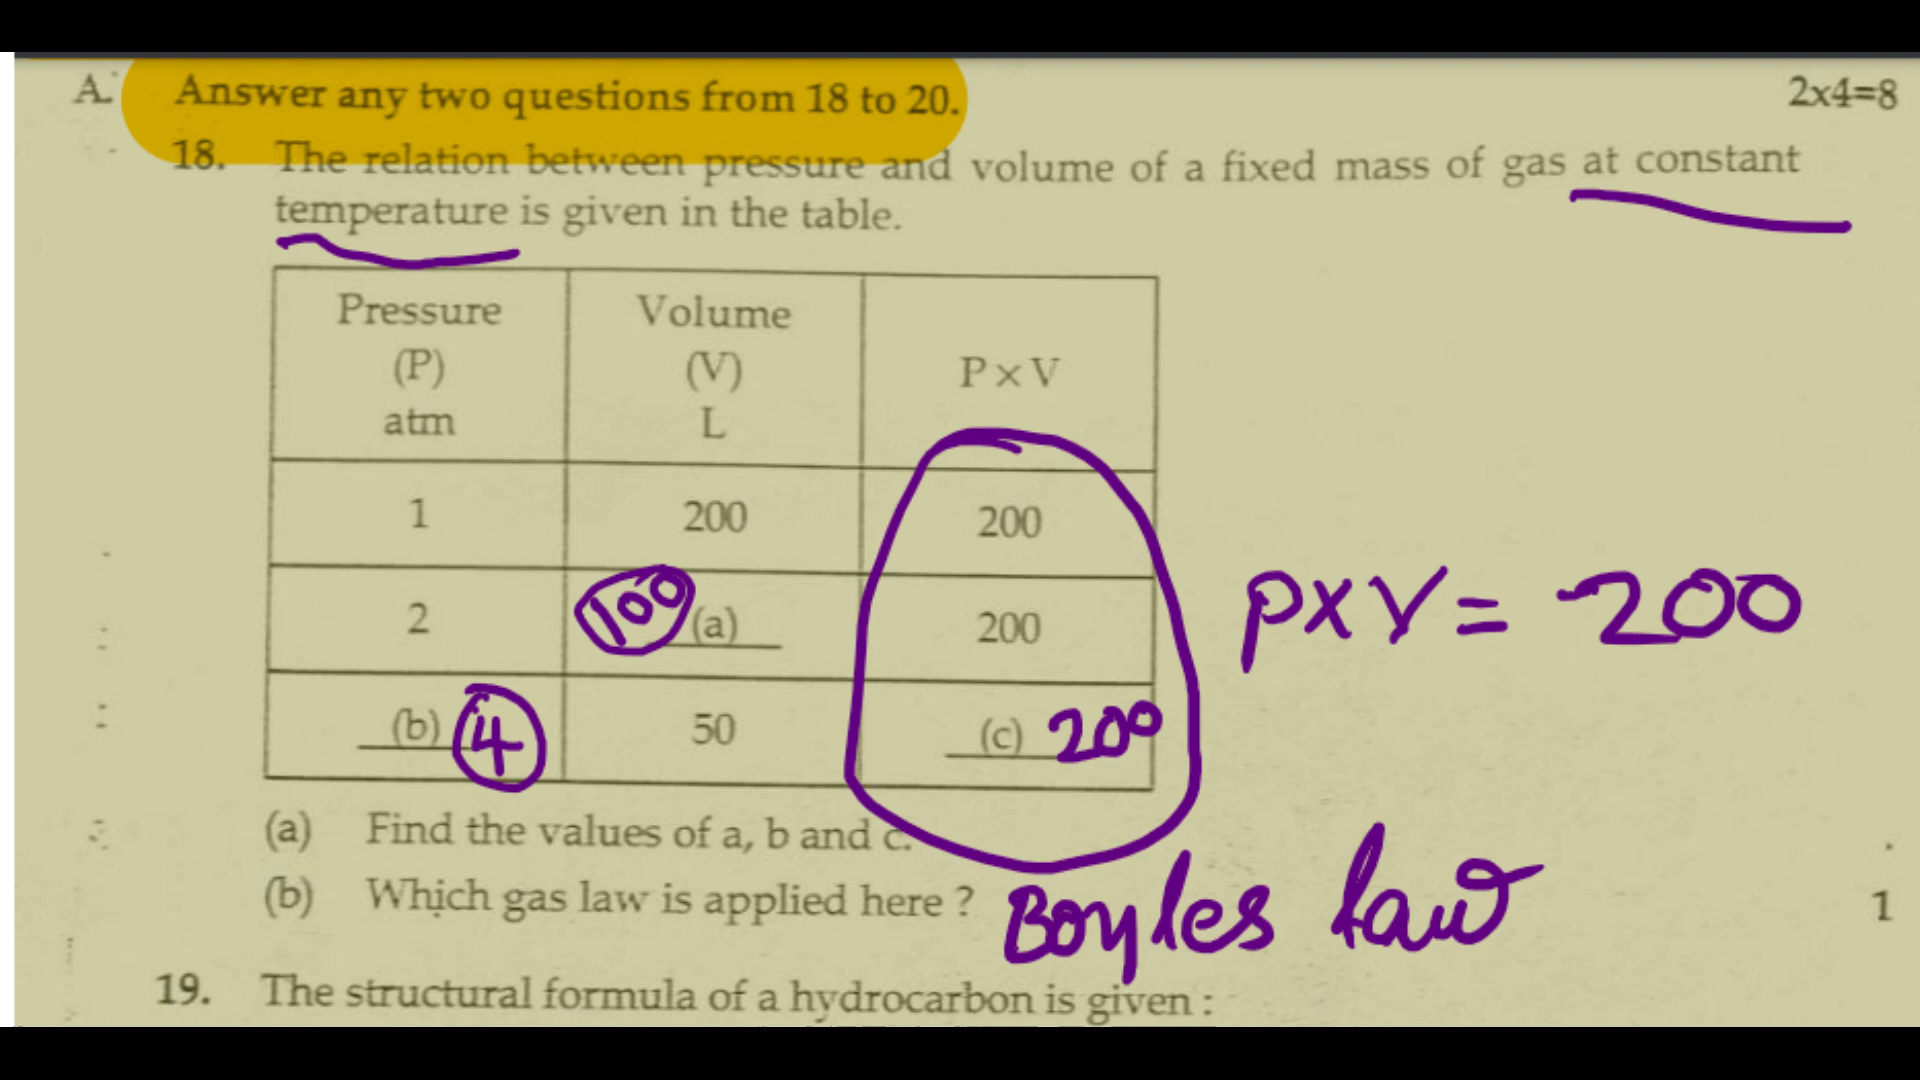 A. Answer any two questions from 18 to 20. 2x4=8
18. The relation between pressure and volume of a fixed mass of gas at constant
temperature is given in the table.
Pressure Volume
(P) (V) P×V
atm L
1 200 200
2 100 (a) 200
P×V = 200
(b) 4 50 (c) 200
(a) Find the values of a, b and c.
(b) Which gas law is applied here ? Boyles law 1
19. The structural formula of a hydrocarbon is given :